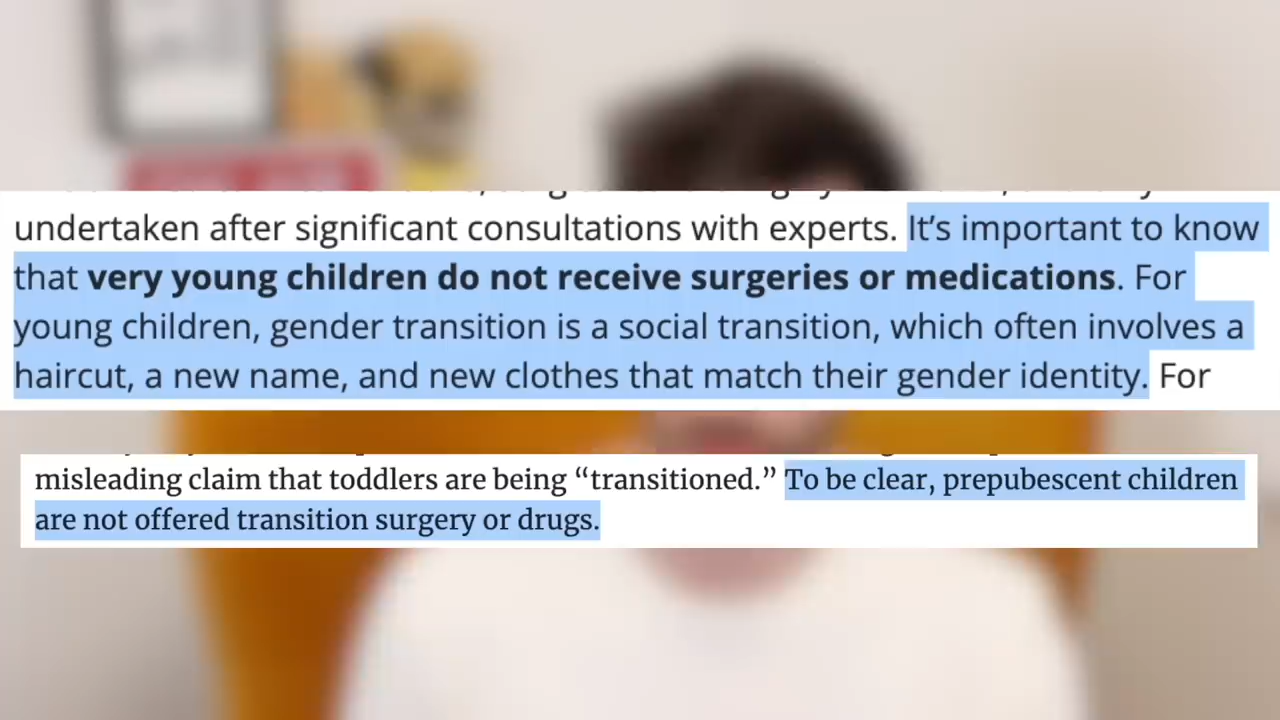 undertaken after significant consultations with experts. It’s important to know
that very young children do not receive surgeries or medications. For
young children, gender transition is a social transition, which often involves a
haircut, a new name, and new clothes that match their gender identity. For
misleading claim that toddlers are being “transitioned.” To be clear, prepubescent children
are not offered transition surgery or drugs.